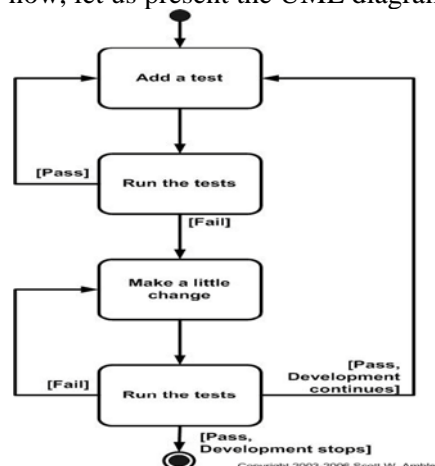 now, let us present the UML diagram
Add a test
[Pass]
Run the tests
[Fail]
Make a little
change
[Fail]
Run the tests
[Pass,
Development
continues]
[Pass,
Development stops]
Copyright 2003-2006 Scott W. Amble